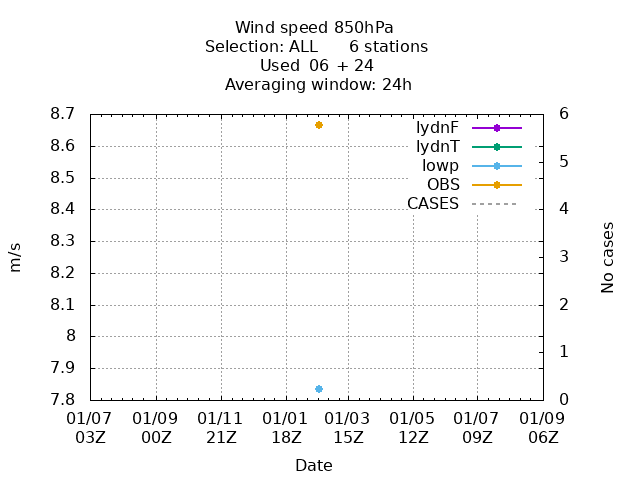 Wind speed 850hPa
Selection: ALL 6 stations
Used 06 + 24
Averaging window: 24h
8.7
8.6
8.5
8.4
8.3
8.2
8.1
8
7.9
7.8
6
5
4
3
2
1
0
lydnF
lydnT
lowp
OBS
CASES
m/s
No cases
01/07 01/09 01/11 01/01 01/03 01/05 01/07 01/09
03Z 00Z 21Z 18Z 15Z 12Z 09Z 06Z
Date